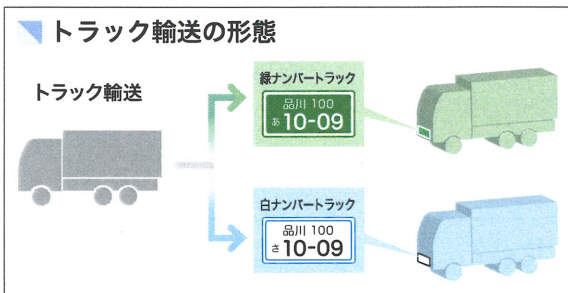 トラック輸送の形態
トラック輸送
緑ナンバートラック
品川 100
あ 10-09
白ナンバートラック
品川 100
さ 10-09